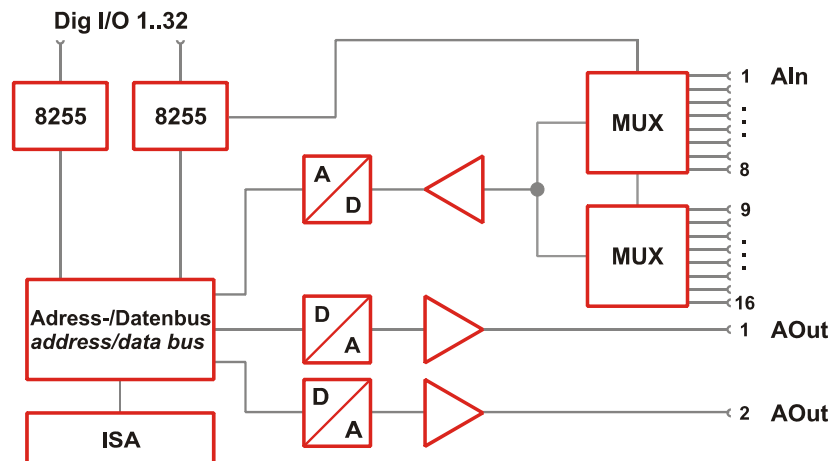 Dig I/O 1..32
8255
8255
MUX
1
AIn
8
A
D
MUX
9
16
Adress-/Datenbus
address/data bus
D
A
1
AOut
D
A
2
AOut
ISA